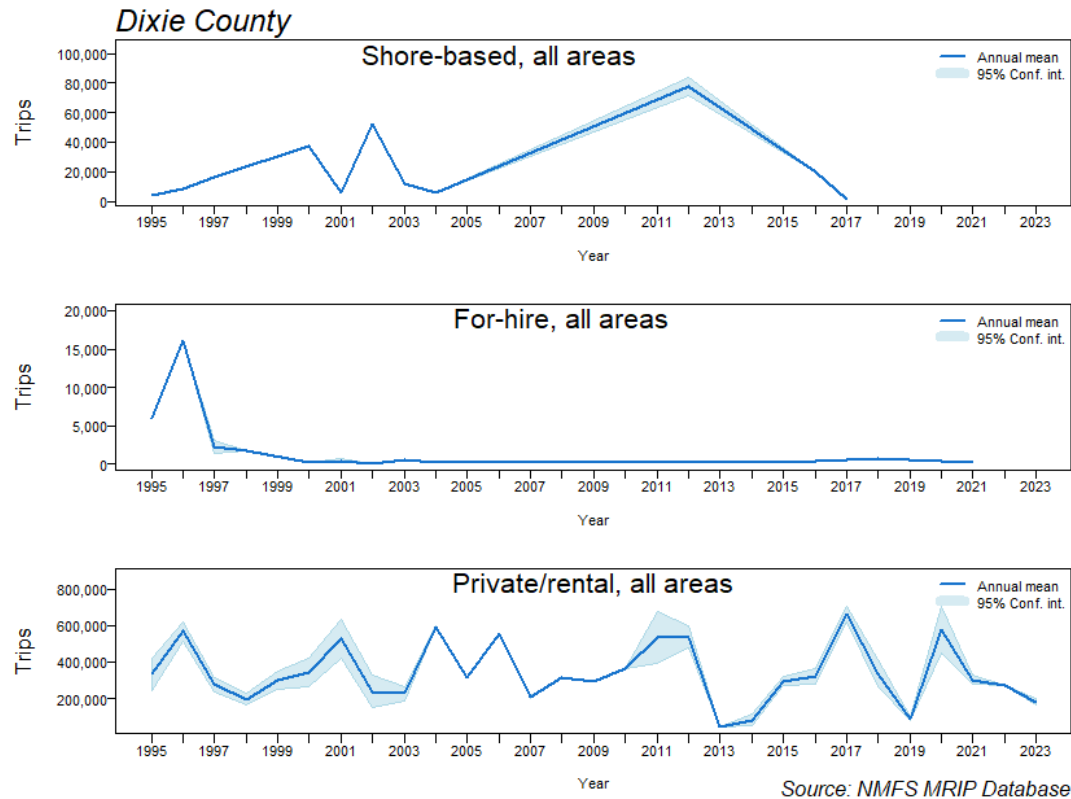 Dixie County
Shore-based, all areas
Annual mean
95% Conf. int.
Trips
100,000
80,000
60,000
40,000
20,000
0
1995 1997 1999 2001 2003 2005 2007 2009 2011 2013 2015 2017 2019 2021 2023
Year
For-hire, all areas
Annual mean
95% Conf. int.
Trips
20,000
15,000
10,000
5,000
0
1995 1997 1999 2001 2003 2005 2007 2009 2011 2013 2015 2017 2019 2021 2023
Year
Private/rental, all areas
Annual mean
95% Conf. int.
Trips
800,000
600,000
400,000
200,000
1995 1997 1999 2001 2003 2005 2007 2009 2011 2013 2015 2017 2019 2021 2023
Year
Source: NMFS MRIP Database